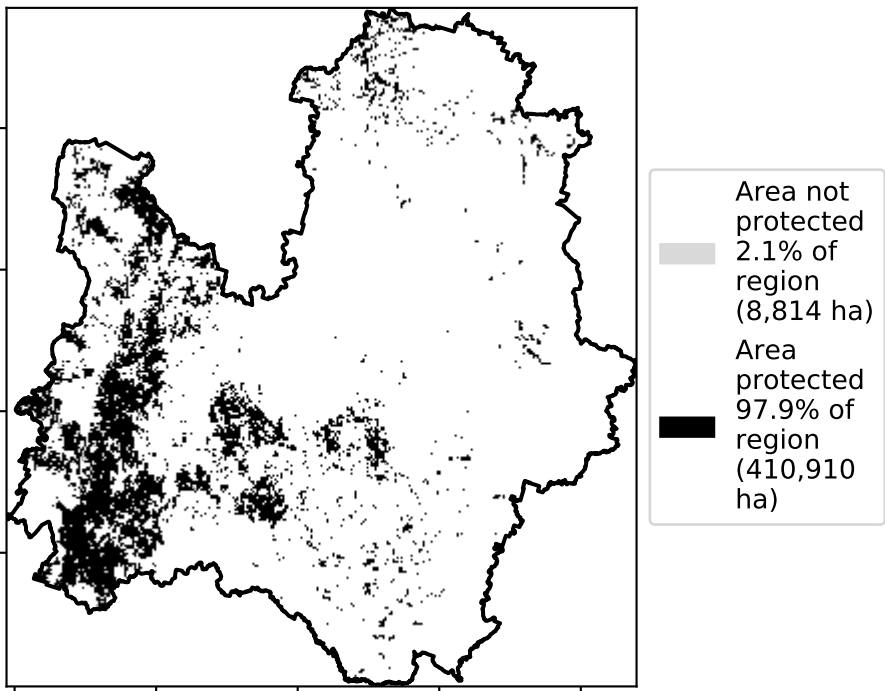 Area not
protected
2.1% of
region
(8,814 ha)
Area
protected
97.9% of
region
(410,910
ha)